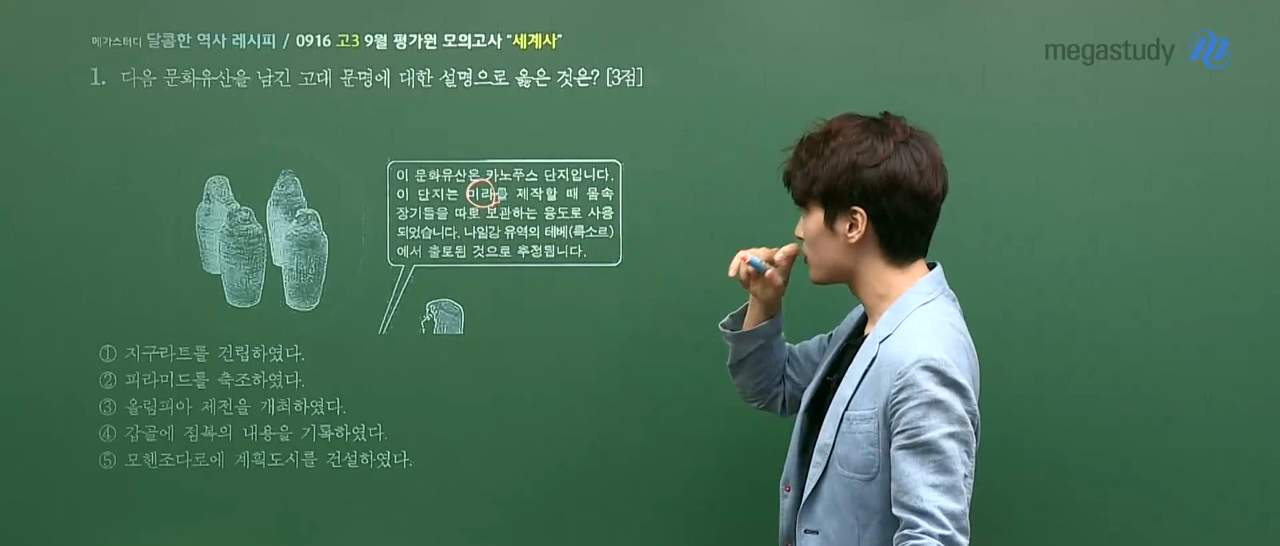 메가스터디 달콤한 역사 레시피 / 0916 고3 9월 평가원 모의고사 "세계사"
megastudy
1. 다음 문화유산을 남긴 고대 문명에 대한 설명으로 옳은 것은? [3점]
이 문화유산은 카노푸스 단지입니다.
이 단지는 미라를 제작할 때 몸속
장기들을 따로 보관하는 용도로 사용
되었습니다. 나일강 유역의 테베(룩소르)
에서 출토된 것으로 추정됩니다.
① 지구라트를 건립하였다.
② 피라미드를 축조하였다.
③ 올림피아 제전을 개최하였다.
④ 갑골에 점복의 내용을 기록하였다.
⑤ 모헨조다로에 계획도시를 건설하였다.